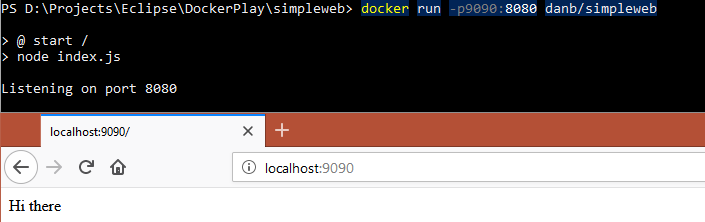 PS D:\Projects\Eclipse\DockerPlay\simpleweb> docker run -p9090:8080 danb/simpleweb
> @ start /
> node index.js
Listening on port 8080
localhost:9090/
localhost:9090
Hi there